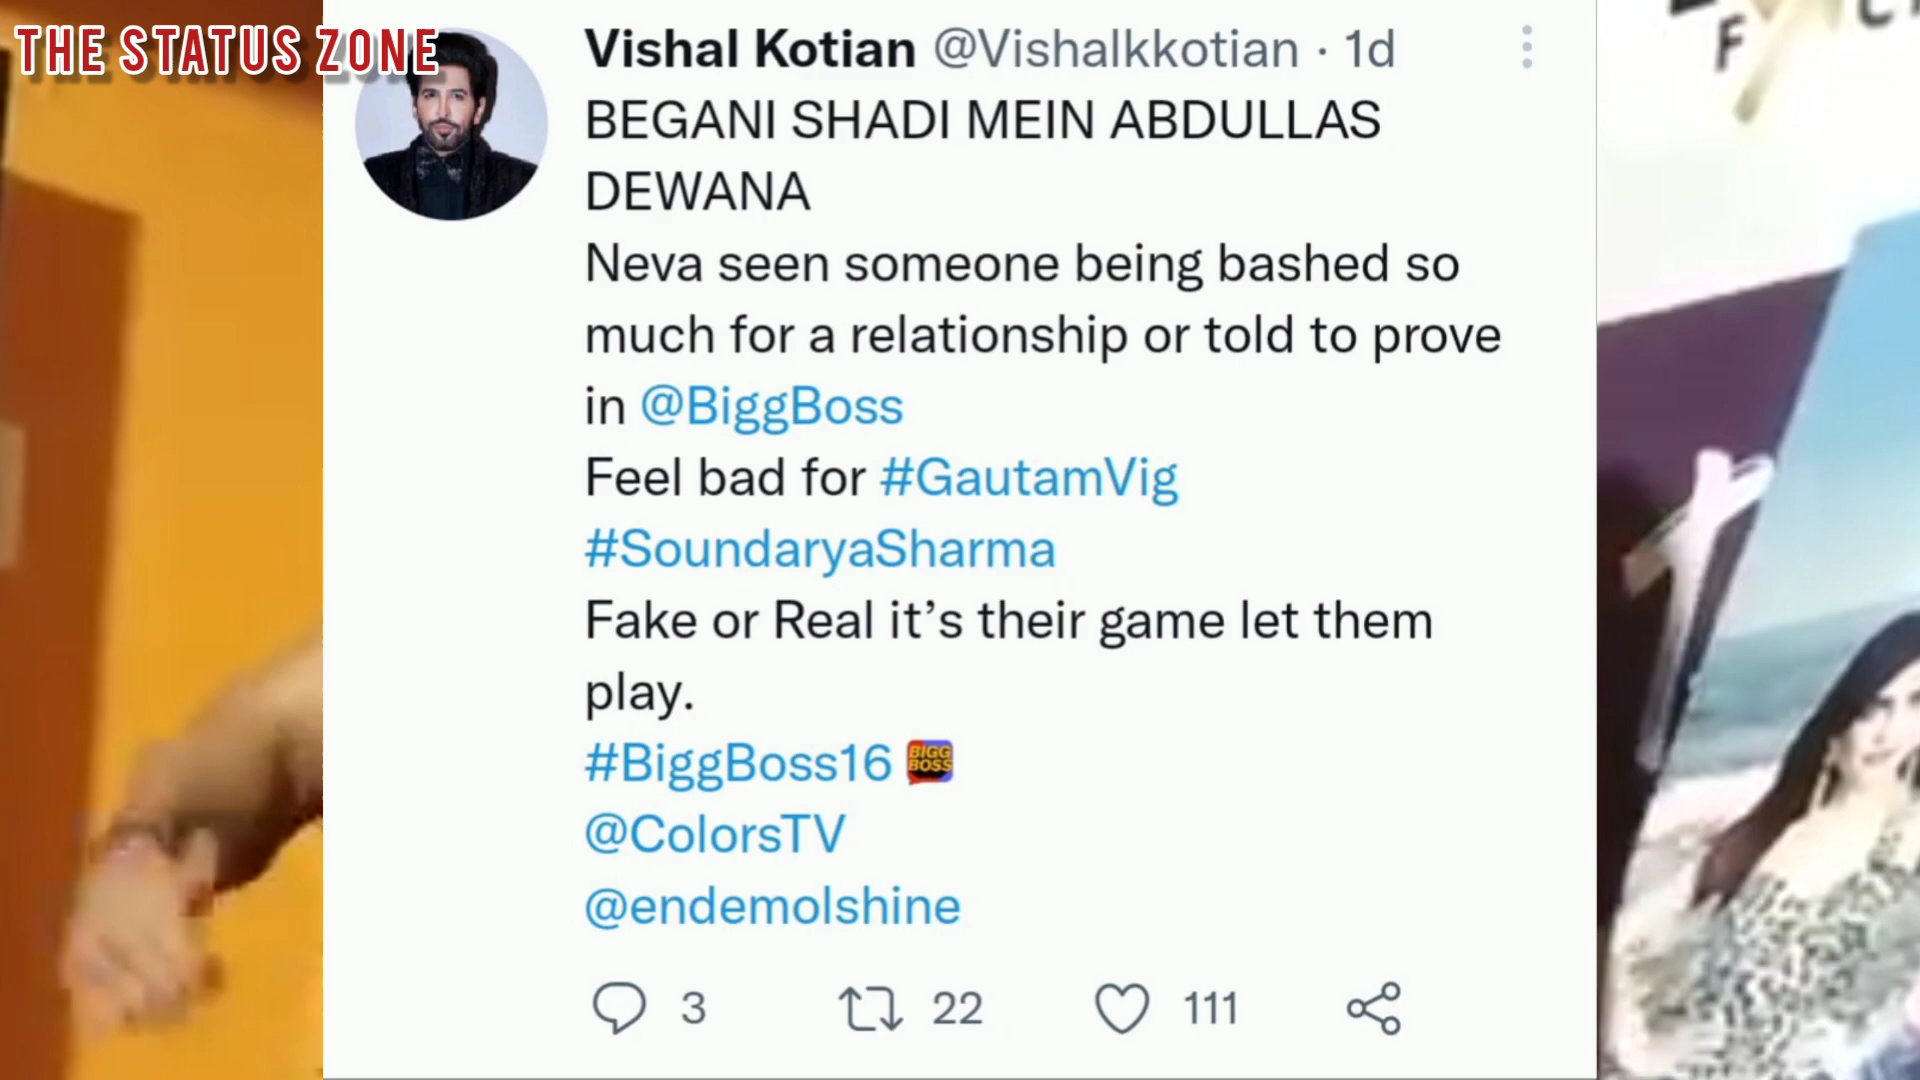 THE STATUS ZONE
Vishal Kotian @Vishalkkotian · 1d
BEGANI SHADI MEIN ABDULLAS
DEWANA
Neva seen someone being bashed so
much for a relationship or told to prove
in @BiggBoss
Feel bad for #GautamVig
#SoundaryaSharma
Fake or Real it’s their game let them
play.
#BiggBoss16 BIGG
BOSS
@ColorsTV
@endemolshine
3 22 111